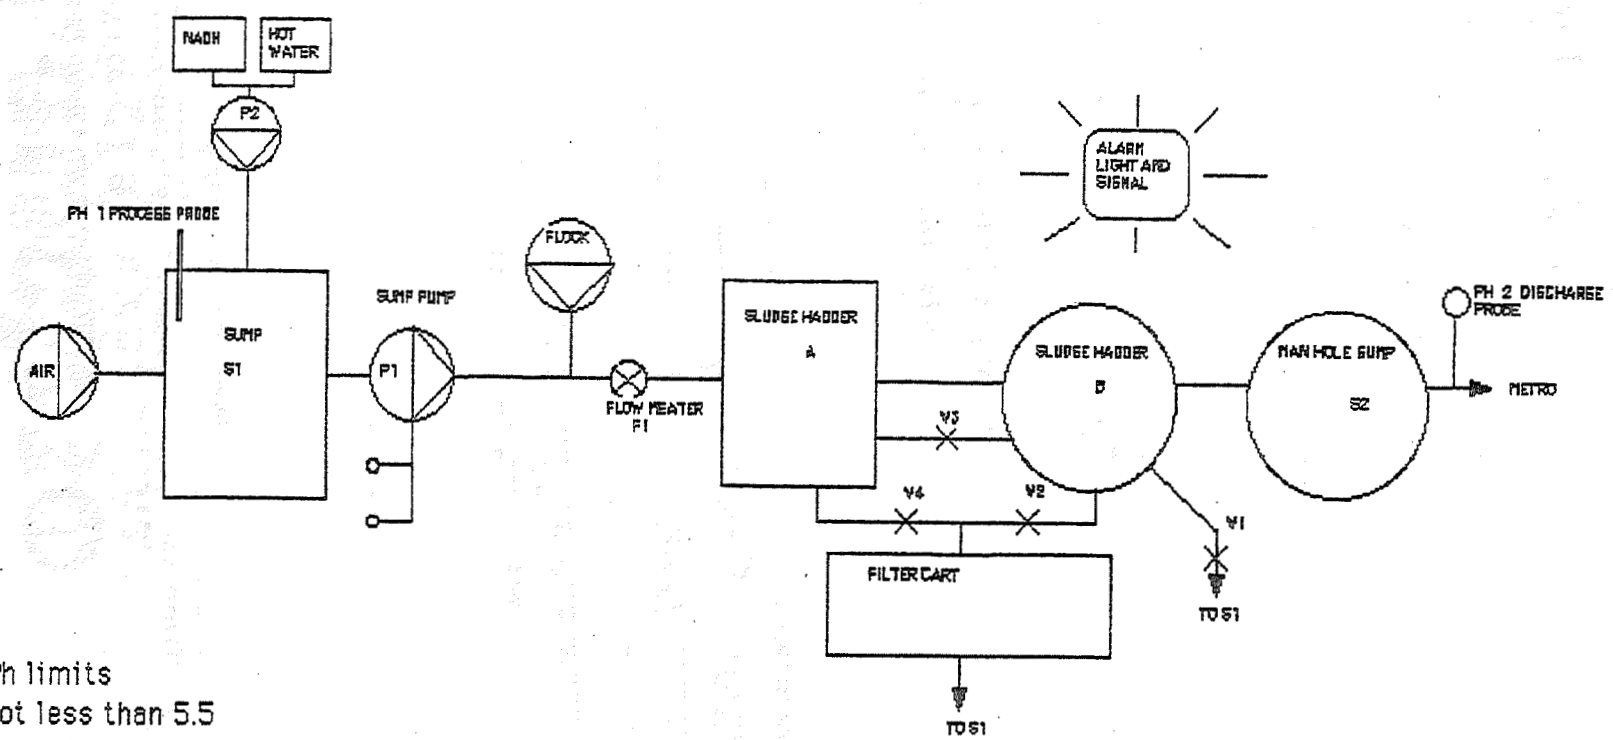 NAOH
HOT
WATER
P2
PH 1 PROCESS PROBE
SUMP
S1
AIR
SUMP PUMP
P1
FLOCK
FLOW MEATER
F1
SLUDGE HADDER
A
ALARM
LIGHT AND
SIGNAL
SLUDGE HADDER
B
MAN HOLE SUMP
S2
PH 2 DISCHARGE
PROBE
METRO
V3
V4
V2
V1
TO S1
FILTER CART
TO S1
h limits
ot less than 5.5